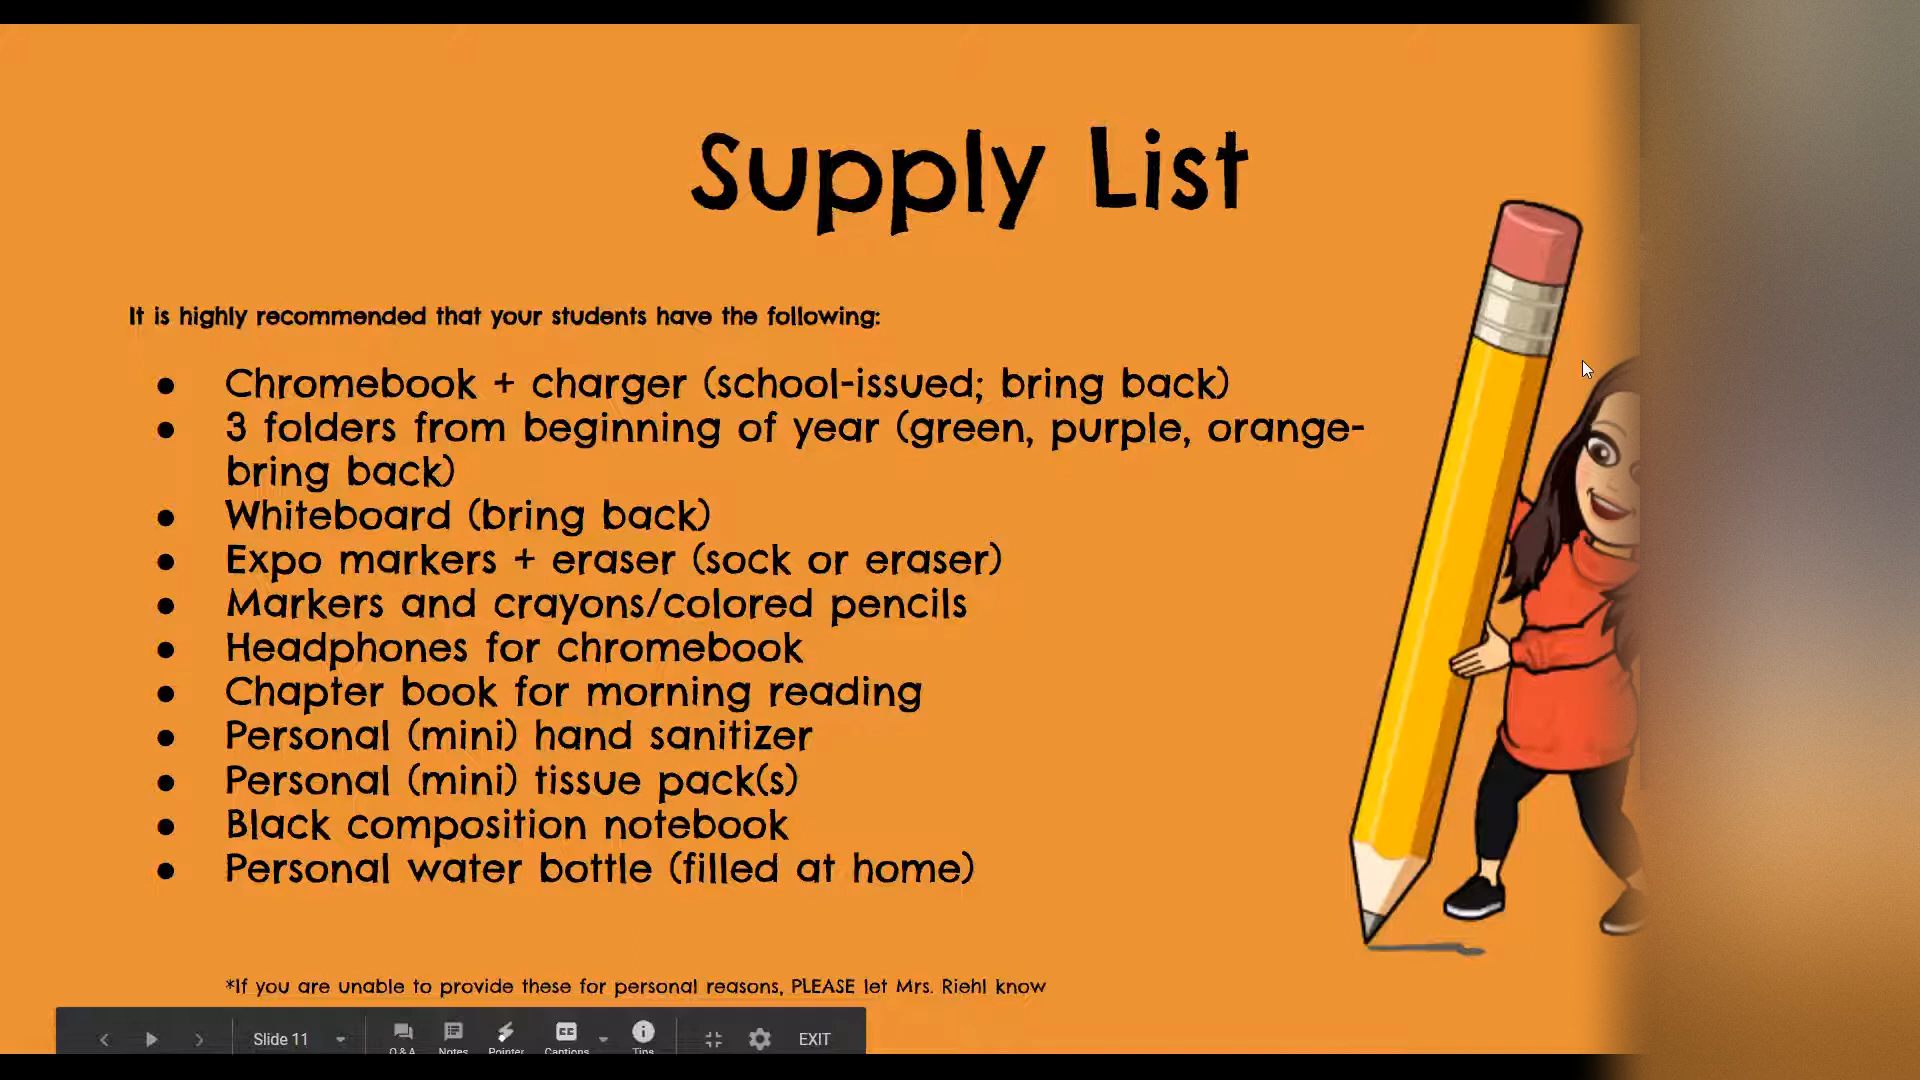 Supply List
It is highly recommended that your students have the following:
● Chromebook + charger (school-issued; bring back)
● 3 folders from beginning of year (green, purple, orange-
bring back)
● Whiteboard (bring back)
● Expo markers + eraser (sock or eraser)
● Markers and crayons/colored pencils
● Headphones for chromebook
● Chapter book for morning reading
● Personal (mini) hand sanitizer
● Personal (mini) tissue pack(s)
● Black composition notebook
● Personal water bottle (filled at home)
*If you are unable to provide these for personal reasons, PLEASE let Mrs. Riehl know
Slide 11 Q&A Notes Pointer Captions Tips EXIT